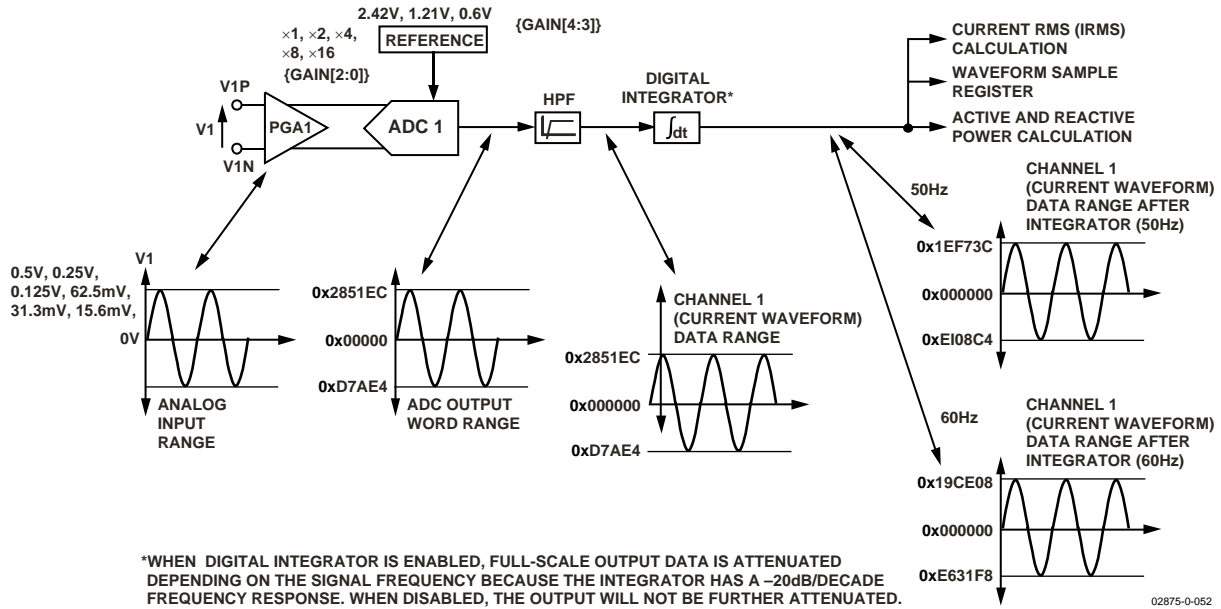 2.42V, 1.21V, 0.6V
{GAIN[4:3]}
×1, ×2, ×4,
×8, ×16
{GAIN[2:0]}
REFERENCE
V1P
V1
V1N
PGA1
ADC 1
HPF
DIGITAL
INTEGRATOR*
∫dt
CURRENT RMS (IRMS)
CALCULATION
WAVEFORM SAMPLE
REGISTER
ACTIVE AND REACTIVE
POWER CALCULATION
50Hz
CHANNEL 1
(CURRENT WAVEFORM)
DATA RANGE AFTER
INTEGRATOR (50Hz)
0x1EF73C
0x000000
0xEI08C4
V1
0.5V, 0.25V,
0.125V, 62.5mV,
31.3mV, 15.6mV,
0V
ANALOG
INPUT
RANGE
0x2851EC
0x00000
0xD7AE4
ADC OUTPUT
WORD RANGE
CHANNEL 1
(CURRENT WAVEFORM)
DATA RANGE
0x2851EC
0x000000
0xD7AE4
60Hz
CHANNEL 1
(CURRENT WAVEFORM)
DATA RANGE AFTER
INTEGRATOR (60Hz)
0x19CE08
0x000000
0xE631F8
*WHEN DIGITAL INTEGRATOR IS ENABLED, FULL-SCALE OUTPUT DATA IS ATTENUATED
DEPENDING ON THE SIGNAL FREQUENCY BECAUSE THE INTEGRATOR HAS A –20dB/DECADE
FREQUENCY RESPONSE. WHEN DISABLED, THE OUTPUT WILL NOT BE FURTHER ATTENUATED.
02875-0-052